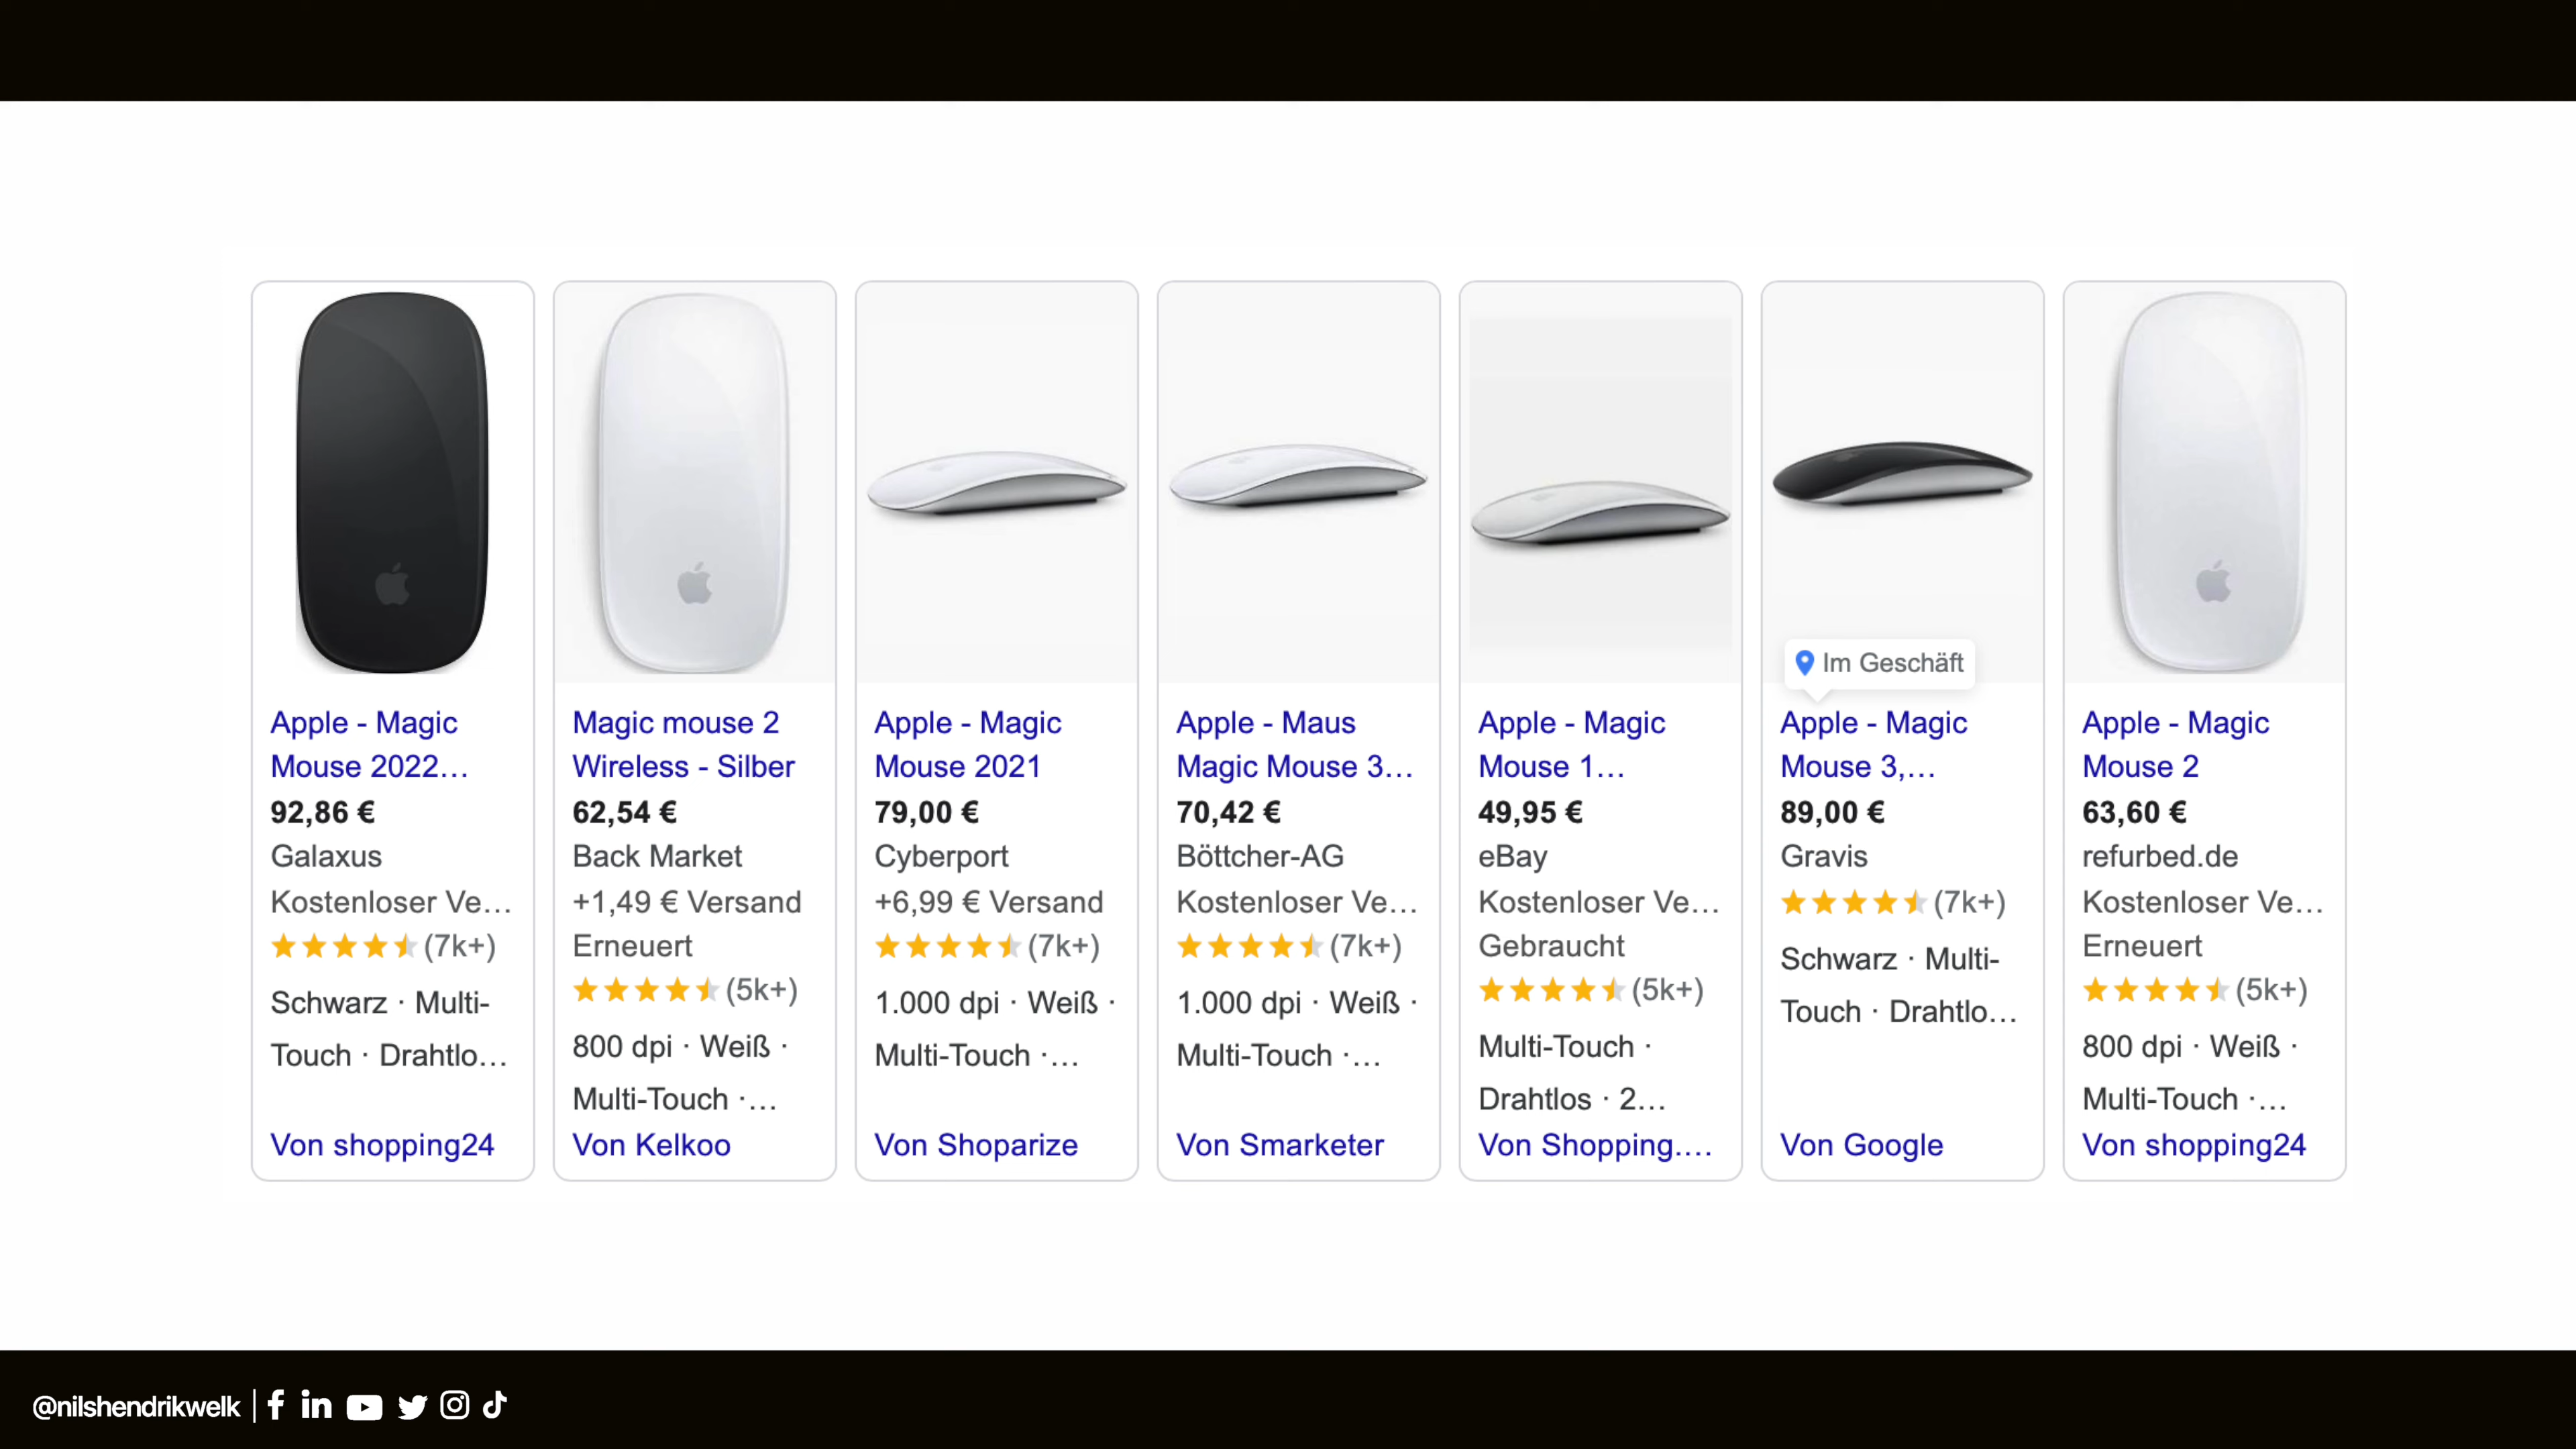 Apple - Magic
Mouse 2022...
92,86 €
Galaxus
Kostenloser Ve...
(7k+)
Schwarz · Multi-
Touch · Drahtlo...
Von shopping24
Magic mouse 2
Wireless - Silber
62,54 €
Back Market
+1,49 € Versand
Erneuert
(5k+)
800 dpi · Weiß ·
Multi-Touch ·...
Von Kelkoo
Apple - Magic
Mouse 2021
79,00 €
Cyberport
+6,99 € Versand
(7k+)
1.000 dpi · Weiß ·
Multi-Touch ·...
Von Shoparize
Apple - Maus
Magic Mouse 3...
70,42 €
Böttcher-AG
Kostenloser Ve...
(7k+)
1.000 dpi · Weiß ·
Multi-Touch ·...
Von Smarketer
Apple - Magic
Mouse 1...
49,95 €
eBay
Kostenloser Ve...
Gebraucht
(5k+)
Multi-Touch ·
Drahtlos · 2...
Von Shopping....
Im Geschäft
Apple - Magic
Mouse 3,...
89,00 €
Gravis
(7k+)
Schwarz · Multi-
Touch · Drahtlo...
Von Google
Apple - Magic
Mouse 2
63,60 €
refurbed.de
Kostenloser Ve...
Erneuert
(5k+)
800 dpi · Weiß ·
Multi-Touch ·...
Von shopping24
@nilshendrikwelk